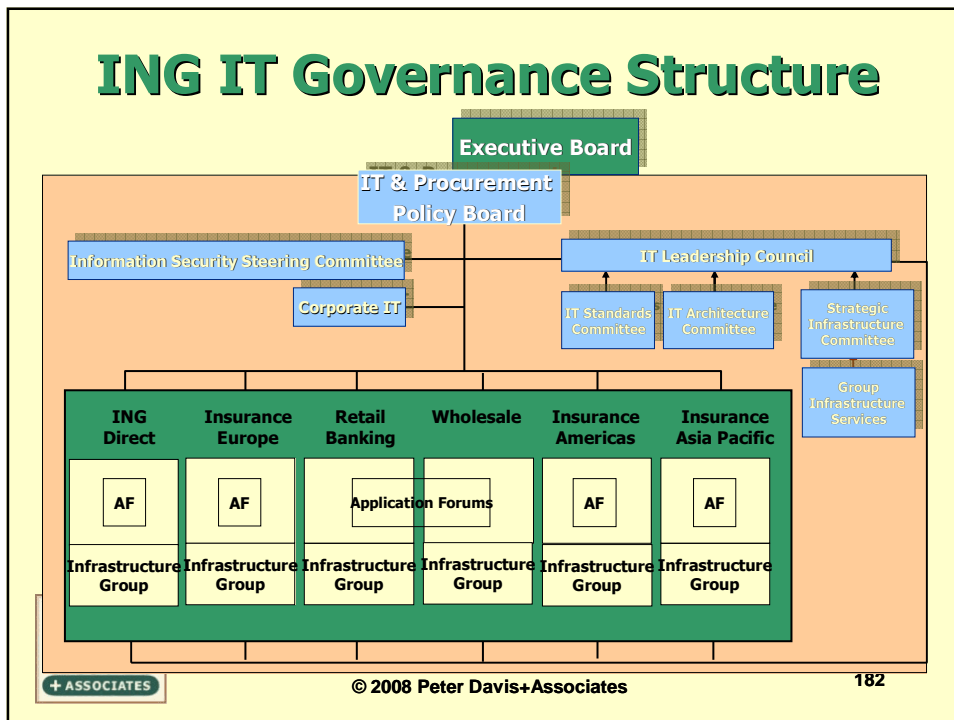 ING IT Governance Structure
Executive Board
IT & Procurement
Policy Board
Information Security Steering Committee
IT Leadership Council
Corporate IT
IT Standards
Committee
IT Architecture
Committee
Strategic
Infrastructure
Committee
Group
Infrastructure
Services
ING
Direct
Insurance
Europe
Retail
Banking
Wholesale
Insurance
Americas
Insurance
Asia Pacific
AF
AF
Application Forums
AF
AF
Infrastructure
Group
Infrastructure
Group
Infrastructure
Group
Infrastructure
Group
Infrastructure
Group
Infrastructure
Group
+ ASSOCIATES
© 2008 Peter Davis+Associates
182